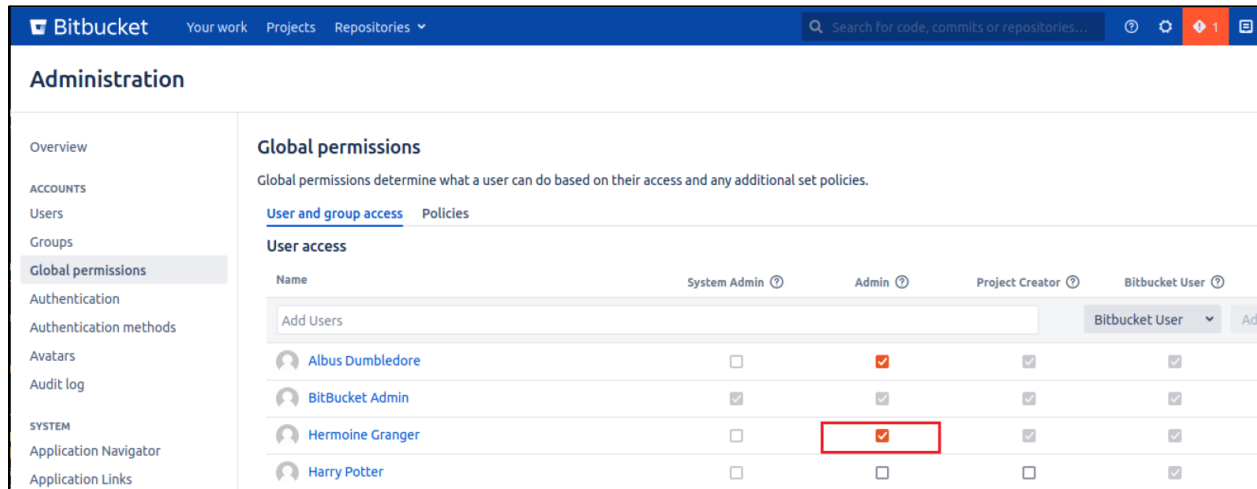 Bitbucket Your work Projects Repositories Search for code, commits or repositories... 1
Administration
Overview
ACCOUNTS
Users
Groups
Global permissions
Authentication
Authentication methods
Avatars
Audit log
SYSTEM
Application Navigator
Application Links
Global permissions
Global permissions determine what a user can do based on their access and any additional set policies.
User and group access Policies
User access
Name System Admin Admin Project Creator Bitbucket User
Add Users Bitbucket User Ad
Albus Dumbledore
BitBucket Admin
Hermoine Granger
Harry Potter